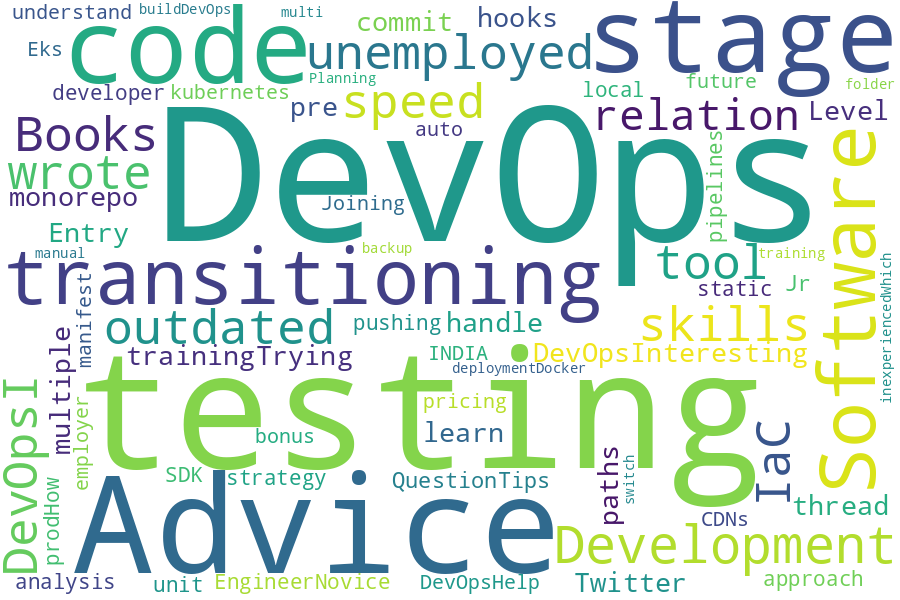 understand
buildDevOps
multi
code
commit
hooks
stage
Eks
unemployed
Planning
developer
kubernetes
pre
speed
local
future
folder
relation
Level
Books
auto
DevOps
Software
wrote
monorepo
Joining
pipelines
Entry
manual
backup
training
transitioning
tool
static
Jr
manifest
inexperiencedWhich
outdated
pushing
handle
skills
multiple
trainingTrying
INDIA
DevOpsInteresting
deploymentDocker
testing
DevOpsI
employer
pricing
bonus
learn
Iac
paths
switch
SDK
strategy
QuestionTips
Advice
prodHow
CDNs
thread
Development
analysis
unit
EngineerNovice
DevOpsHelp
Twitter
approach